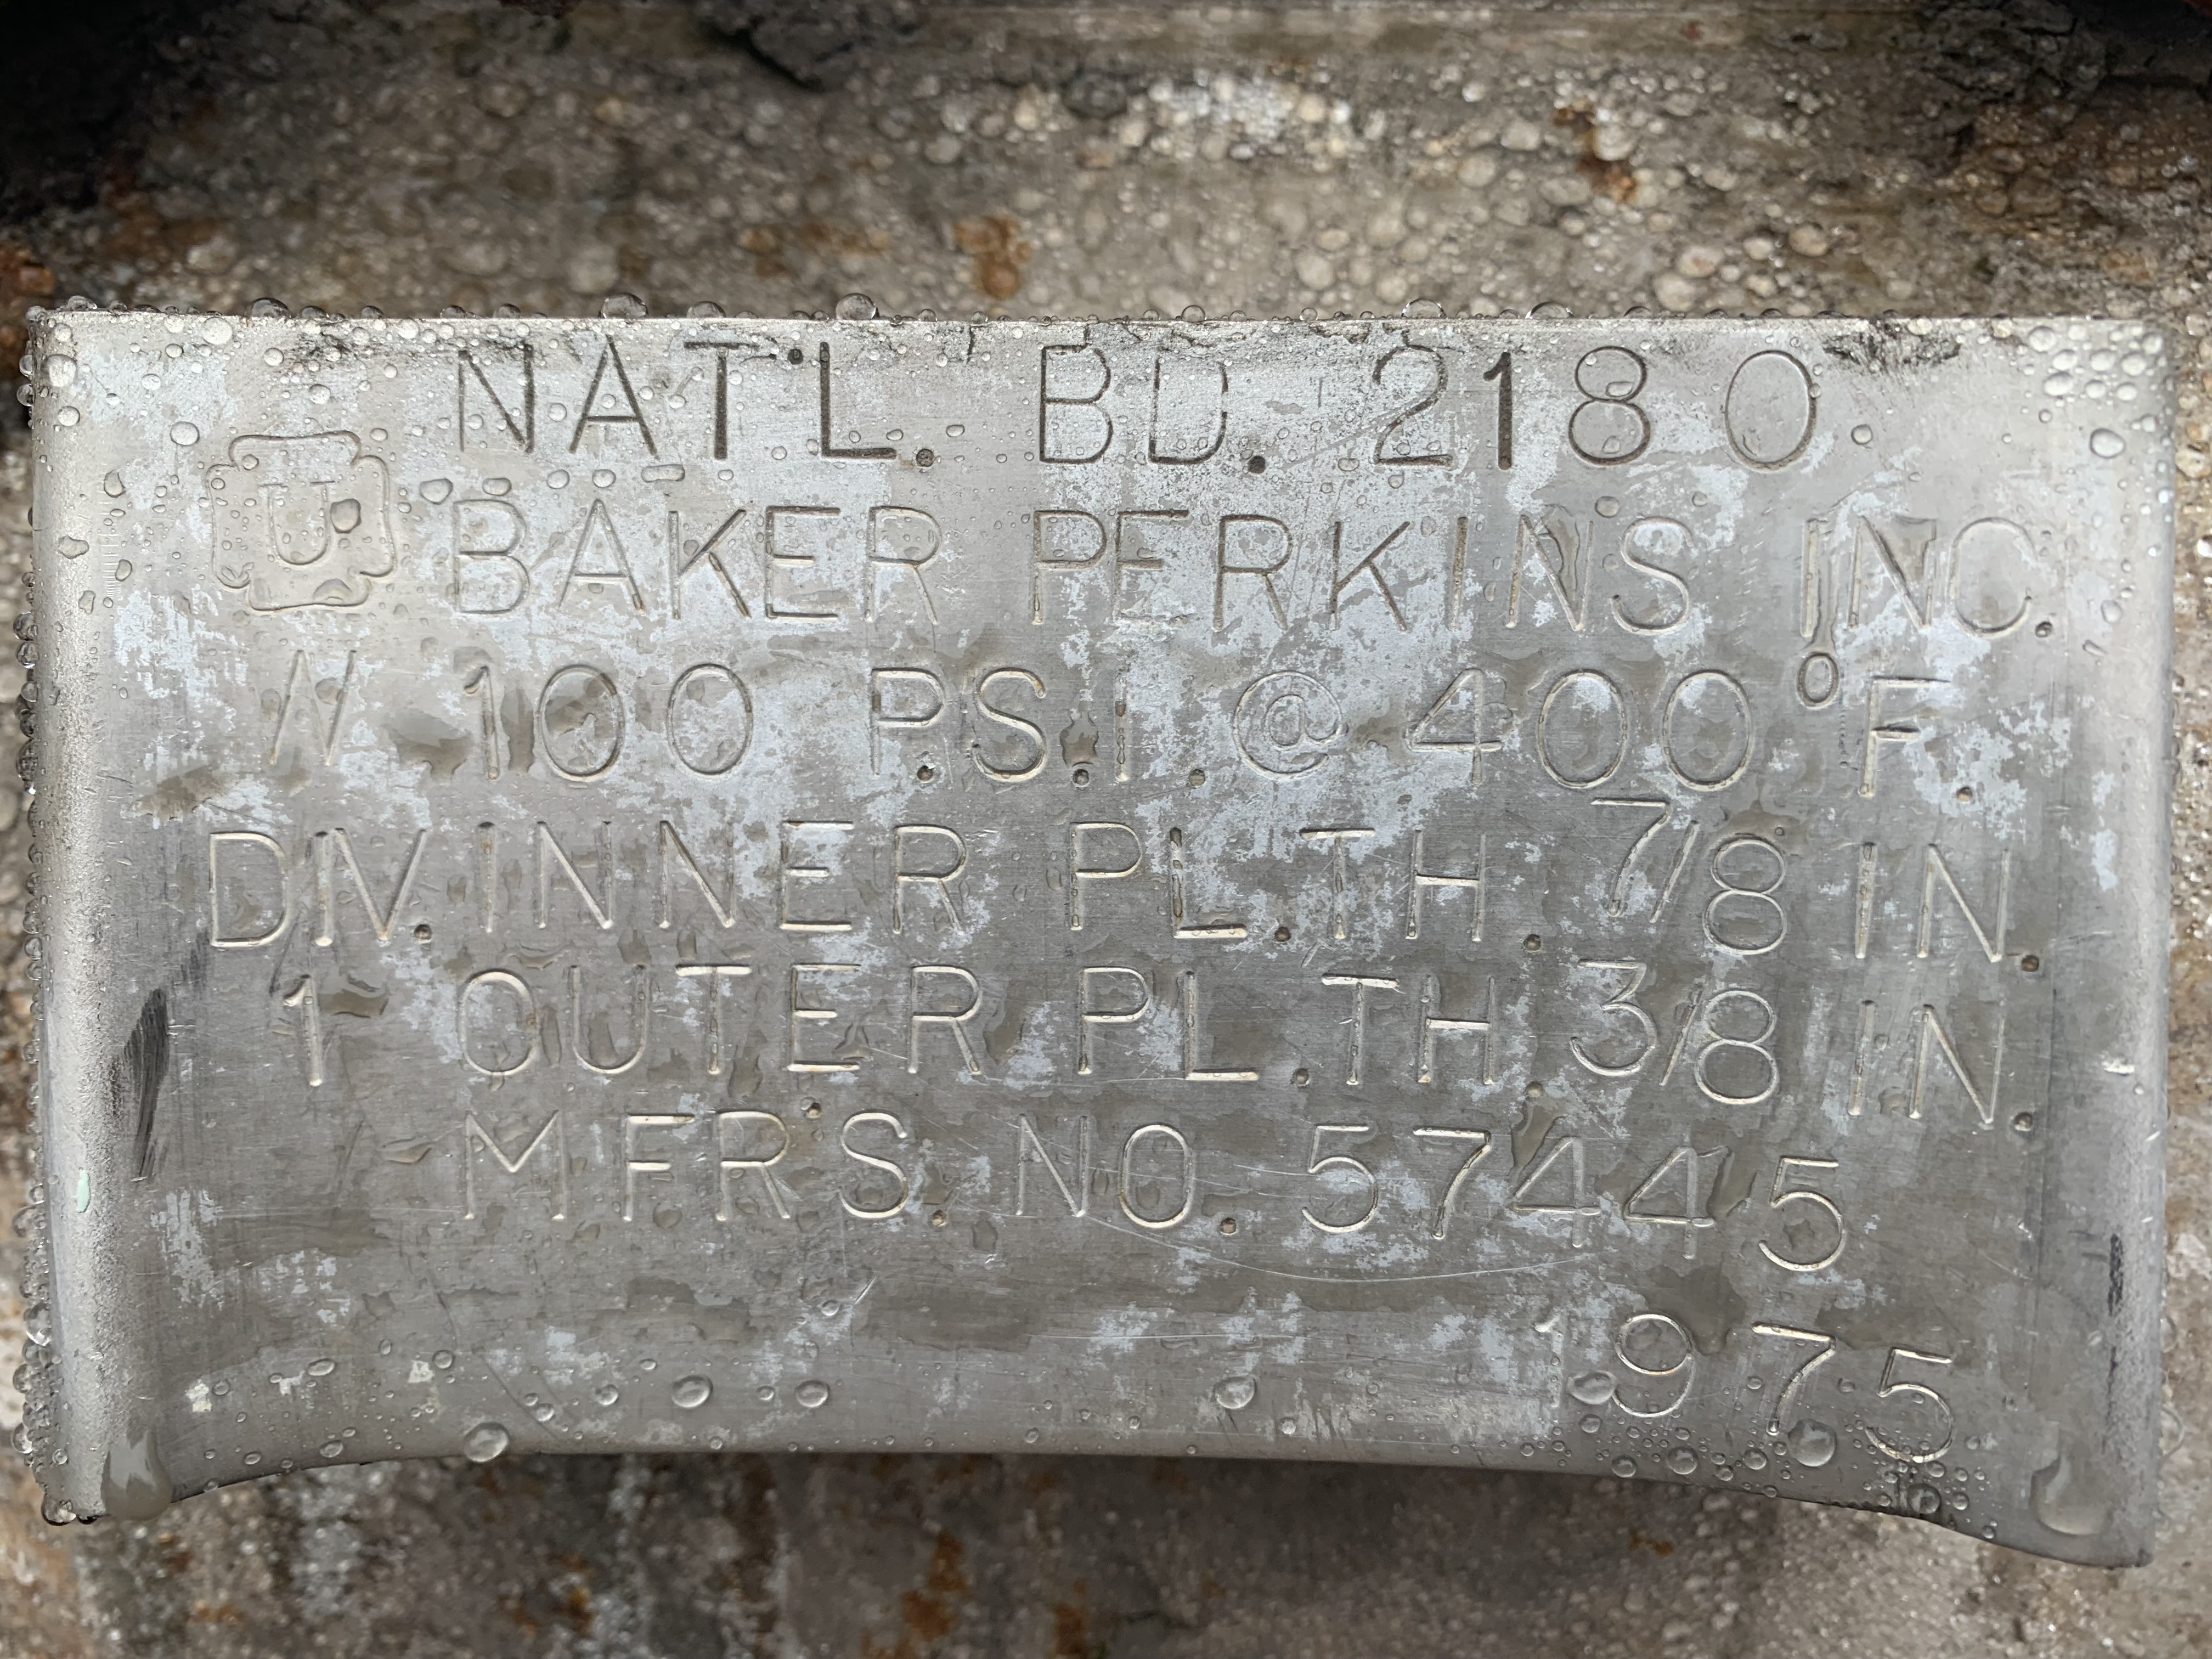 NAT'L. BD. 2180
U BAKER PERKINS INC.
W 100 P.S.I. @ 400°F.
DIV. INNER PL. TH. 7/8 IN.
1 OUTER PL. TH. 3/8 IN.
MFRS. NO. 57445
1975